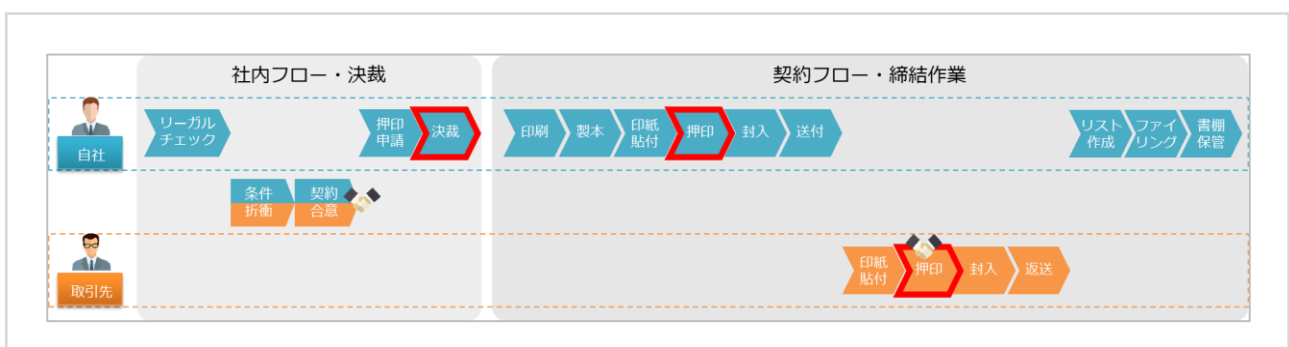 社内フロー・決裁
契約フロー・締結作業
自社
リーガル
チェック
押印
申請
決裁
印刷
製本
印紙
貼付
押印
封入
送付
リスト
作成
ファイ
リング
書棚
保管
条件
折衝
契約
合意
取引先
印紙
貼付
押印
封入
返送